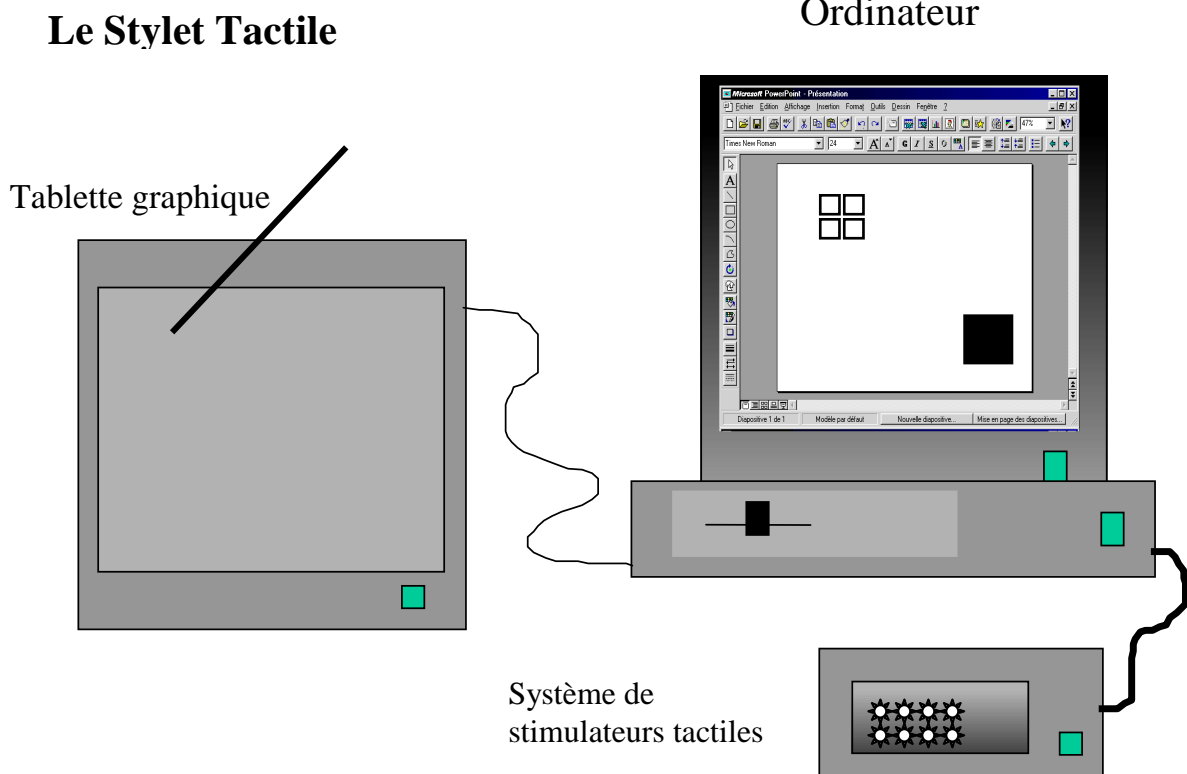 Le Stylet Tactile
Ordinateur
Tablette graphique
Microsoft PowerPoint - Présentation
Fichier Edition Affichage Insertion Format Outils Dessin Fenêtre ?
47%
Times New Roman 24
G I S
Diapositive 1 de 1 Modèle par défaut Nouvelle diapositive... Mise en page des diapositives...
Système de
stimulateurs tactiles